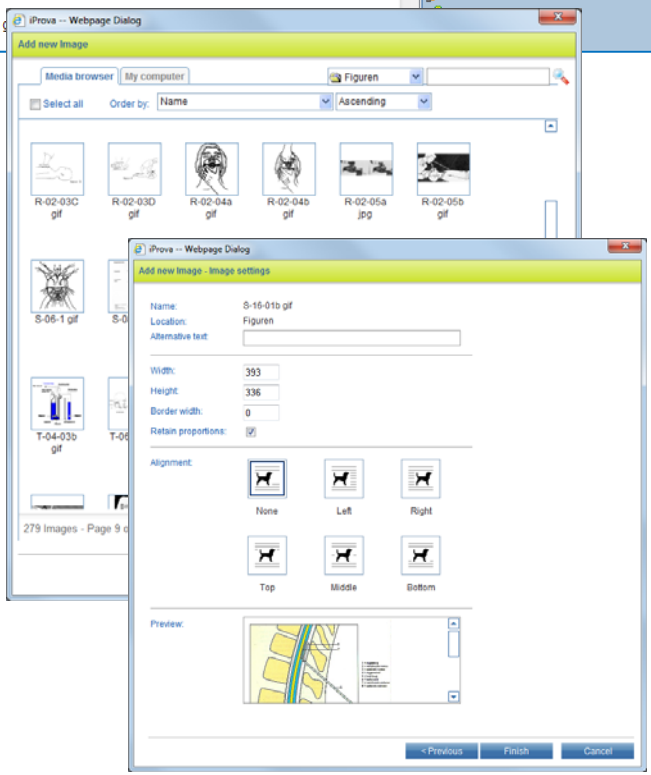 iProva -- Webpage Dialog
Add new Image
Media browser My computer Figuren
Select all Order by: Name Ascending
R-02-03C gif
R-02-03D gif
R-02-04a gif
R-02-04b gif
R-02-05a jpg
R-02-05b gif
S-06-1 gif
T-04-03b gif
279 Images - Page 9
iProva -- Webpage Dialog
Add new Image - Image settings
Name: S-16-01b gif
Location: Figuren
Alternative text
Width: 393
Height: 336
Border width: 0
Retain proportions:
Alignment:
None Left Right
Top Middle Bottom
Preview:
< Previous Finish Cancel